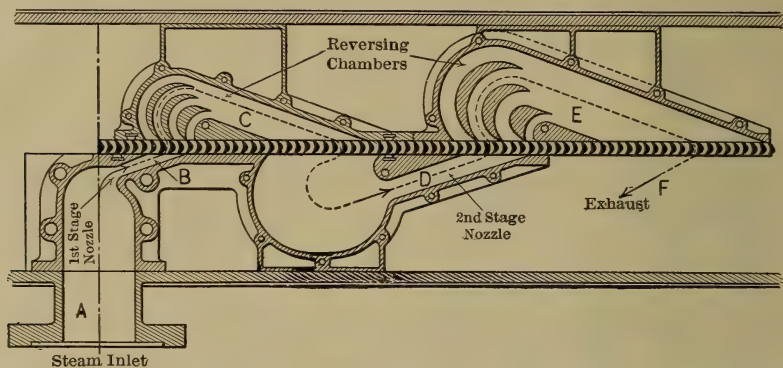 Reversing
Chambers
C
E
B
D
F
1st Stage
Nozzle
2nd Stage
Nozzle
Exhaust
A
Steam Inlet